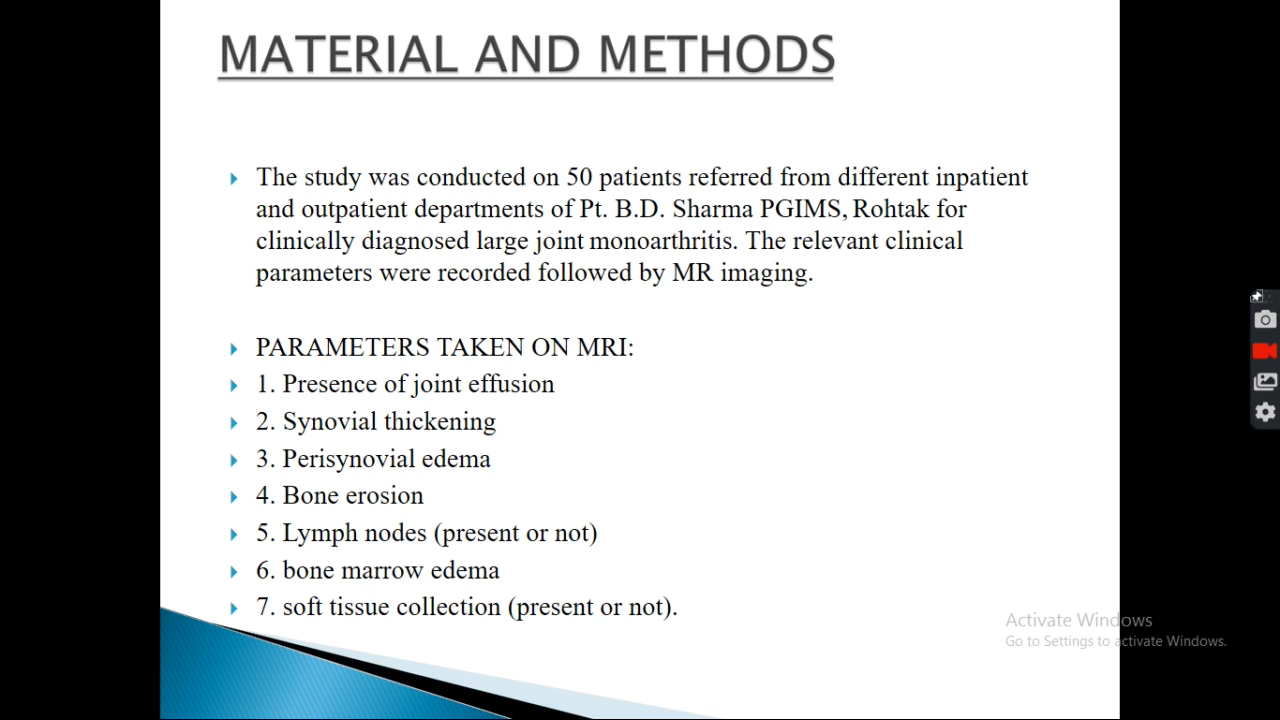 MATERIAL AND METHODS
The study was conducted on 50 patients referred from different inpatient
and outpatient departments of Pt. B.D. Sharma PGIMS, Rohtak for
clinically diagnosed large joint monoarthritis. The relevant clinical
parameters were recorded followed by MR imaging.
PARAMETERS TAKEN ON MRI:
1. Presence of joint effusion
2. Synovial thickening
3. Perisynovial edema
4. Bone erosion
5. Lymph nodes (present or not)
6. bone marrow edema
7. soft tissue collection (present or not).
Activate Windows
Go to Settings to activate Windows.